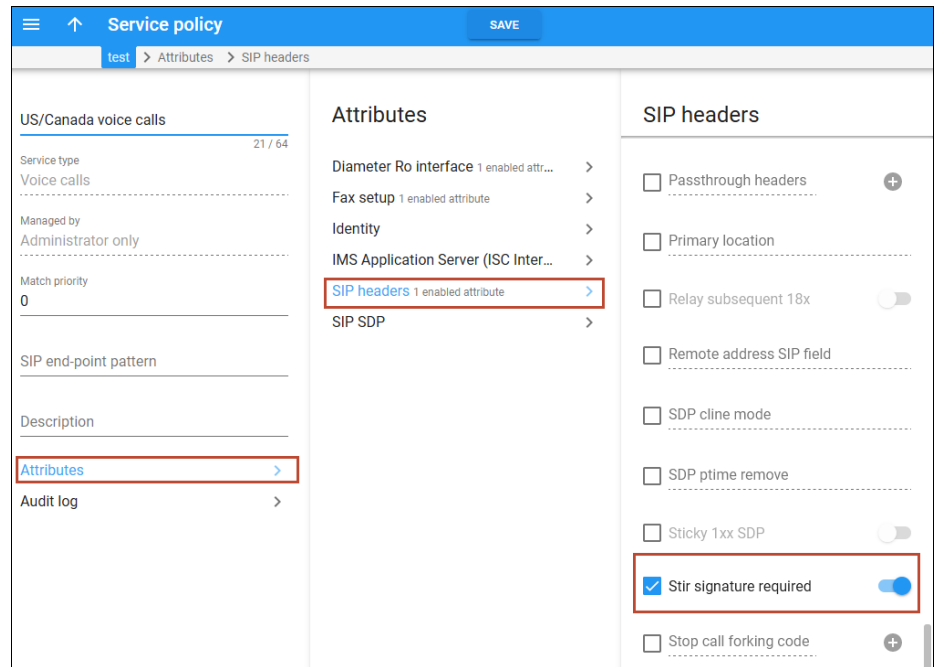 Service policy
SAVE
test > Attributes > SIP headers
US/Canada voice calls
21 / 64
Service type
Voice calls
Managed by
Administrator only
Match priority
0
SIP end-point pattern
Description
Attributes
Audit log
Attributes
Diameter Ro interface 1 enabled attr...
Fax setup 1 enabled attribute
Identity
IMS Application Server (ISC Inter...
SIP headers 1 enabled attribute
SIP SDP
SIP headers
Passthrough headers
Primary location
Relay subsequent 18x
Remote address SIP field
SDP cline mode
SDP ptime remove
Sticky 1xx SDP
Stir signature required
Stop call forking code